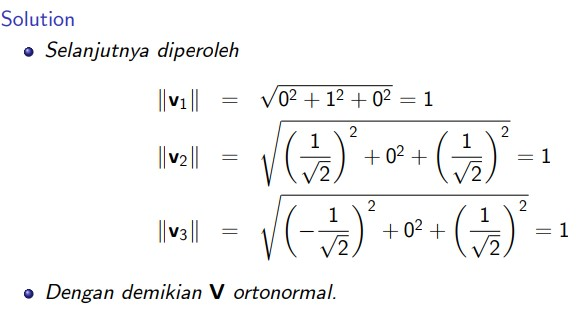 Solution
Selanjutnya diperoleh
‖v₁‖ = √(0² + 1² + 0²) = 1
‖v₂‖ = √((1/√2)² + 0² + (1/√2)²) = 1
‖v₃‖ = √((−1/√2)² + 0² + (1/√2)²) = 1
Dengan demikian V ortonormal.